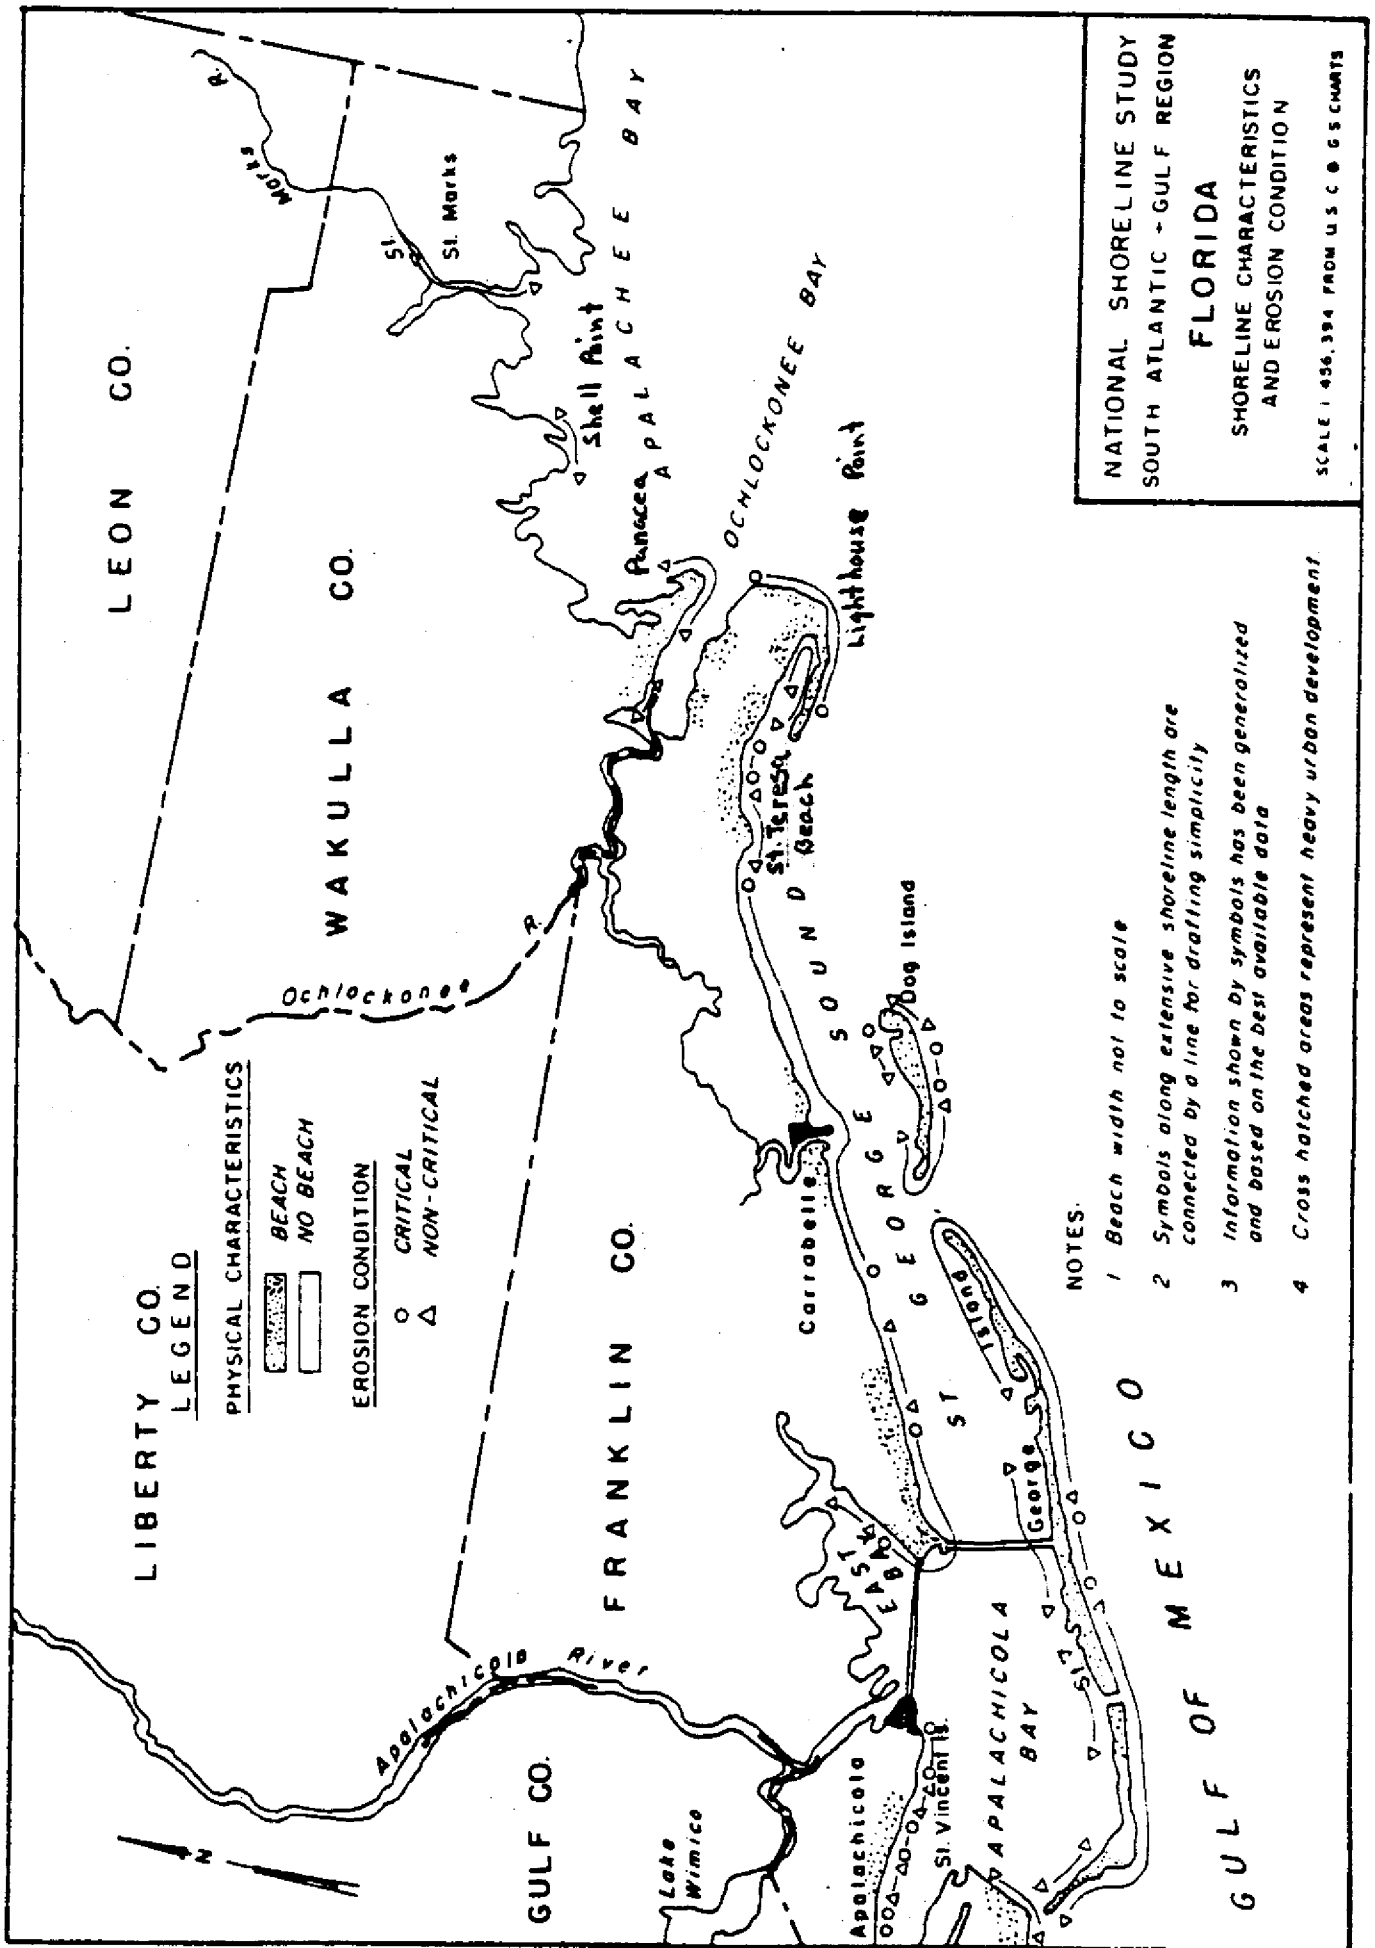 LEON CO.
LIBERTY CO.
WAKULLA CO.
FRANKLIN CO.
GULF CO.
LEGEND
PHYSICAL CHARACTERISTICS
BEACH
NO BEACH
EROSION CONDITION
CRITICAL
NON-CRITICAL
N
Apalachicola River
Ochlockonee R.
St. Marks R.
St. Marks
Shell Point
Panacea
APALACHEE BAY
OCHLOCKONEE BAY
Lighthouse Point
St. Teresa
Beach
Dog Island
Carrabelle
ST GEORGE SOUND
EAST
BAY
St George Island
Lake
Wimico
Apalachicola
St. Vincent Is.
APALACHICOLA
BAY
GULF OF MEXICO
NOTES:
1 Beach width not to scale
2 Symbols along extensive shoreline length are
connected by a line for drafting simplicity
3 Information shown by symbols has been generalized
and based on the best available data
4 Cross hatched areas represent heavy urban development
NATIONAL SHORELINE STUDY
SOUTH ATLANTIC - GULF REGION
FLORIDA
SHORELINE CHARACTERISTICS
AND EROSION CONDITION
SCALE 1 456,394 FROM U S C & G S CHARTS